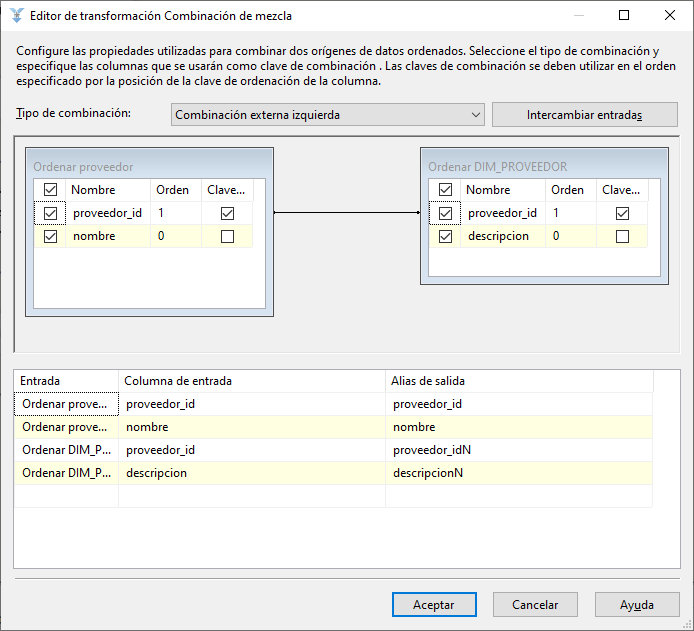 Editor de transformación Combinación de mezcla
Configure las propiedades utilizadas para combinar dos orígenes de datos ordenados. Seleccione el tipo de combinación y
especifique las columnas que se usarán como clave de combinación . Las claves de combinación se deben utilizar en el orden
especificado por la posición de la clave de ordenación de la columna.
Tipo de combinación: Combinación externa izquierda Intercambiar entradas
Ordenar proveedor
Nombre Orden Clave...
proveedor_id 1
nombre 0
Ordenar DIM_PROVEEDOR
Nombre Orden Clave...
proveedor_id 1
descripcion 0
Entrada Columna de entrada Alias de salida
Ordenar prove... proveedor_id proveedor_id
Ordenar prove... nombre nombre
Ordenar DIM_P... proveedor_id proveedor_idN
Ordenar DIM_P... descripcion descripcionN
Aceptar Cancelar Ayuda